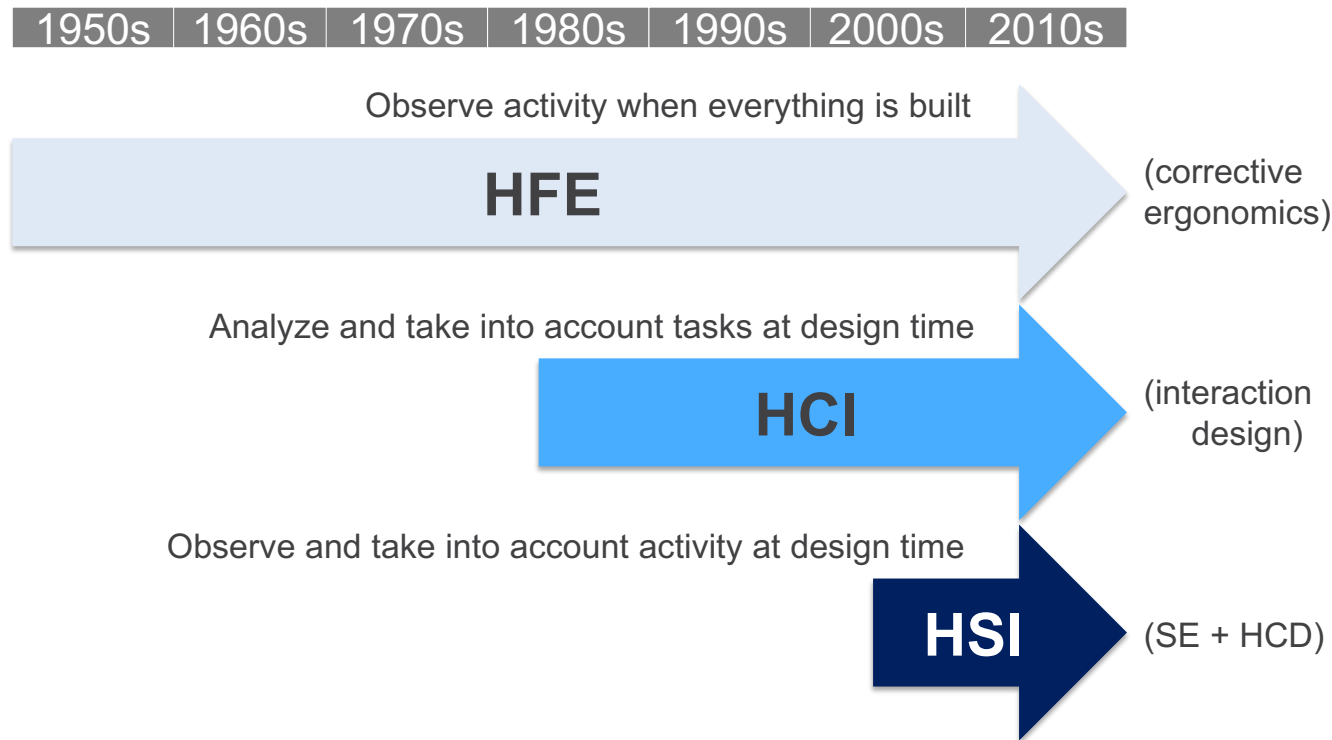 1950s 1960s 1970s 1980s 1990s 2000s 2010s
Observe activity when everything is built
HFE
(corrective
ergonomics)
Analyze and take into account tasks at design time
HCI
(interaction
design)
Observe and take into account activity at design time
HSI
(SE + HCD)